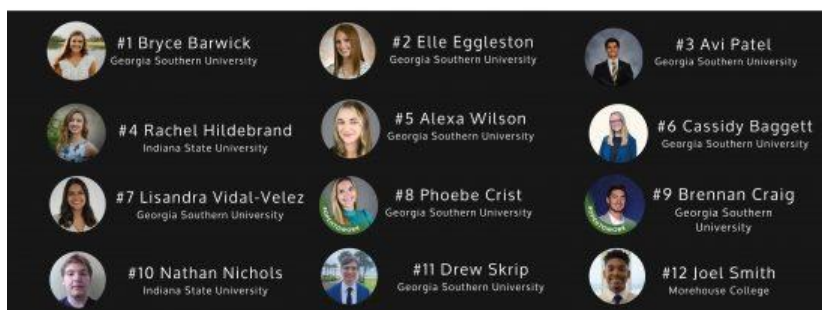 #1 Bryce Barwick
Georgia Southern University
#2 Elle Eggleston
Georgia Southern University
#3 Avi Patel
Georgia Southern University
#4 Rachel Hildebrand
Indiana State University
#5 Alexa Wilson
Georgia Southern University
#6 Cassidy Baggett
Georgia Southern University
#7 Lisandra Vidal-Velez
Georgia Southern University
#8 Phoebe Crist
Georgia Southern University
#9 Brennan Craig
Georgia Southern
University
#10 Nathan Nichols
Indiana State University
#11 Drew Skrip
Georgia Southern University
#12 Joel Smith
Morehouse College